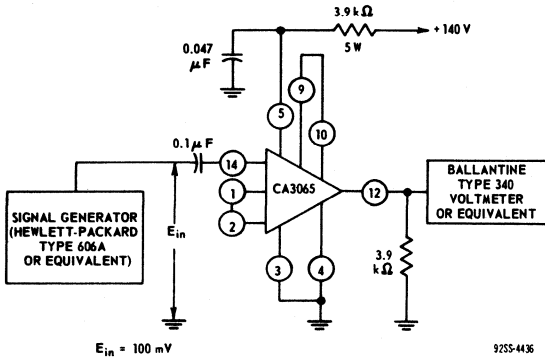 3.9 kΩ
+140 V
0.047
μF
5 W
9
5
10
0.1 μF
14
CA3065
1
12
2
BALLANTINE
TYPE 340
VOLTMETER
OR EQUIVALENT
SIGNAL GENERATOR
(HEWLETT-PACKARD
TYPE 606A
OR EQUIVALENT)
Ein
3
4
3.9
kΩ
Ein = 100 mV
92SS-4436